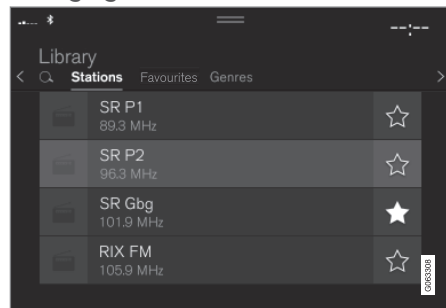 --:--
Library
Stations Favourites Genres
SR P1
89.3 MHz
SR P2
96.3 MHz
SR Gbg
101.9 MHz
RIX FM
105.9 MHz
G063308